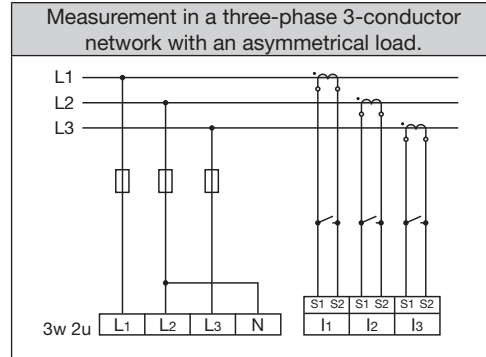 Measurement in a three-phase 3-conductor
network with an asymmetrical load.
L1
L2
L3
S1 S2 S1 S2 S1 S2
3w 2u L1 L2 L3 N I1 I2 I3